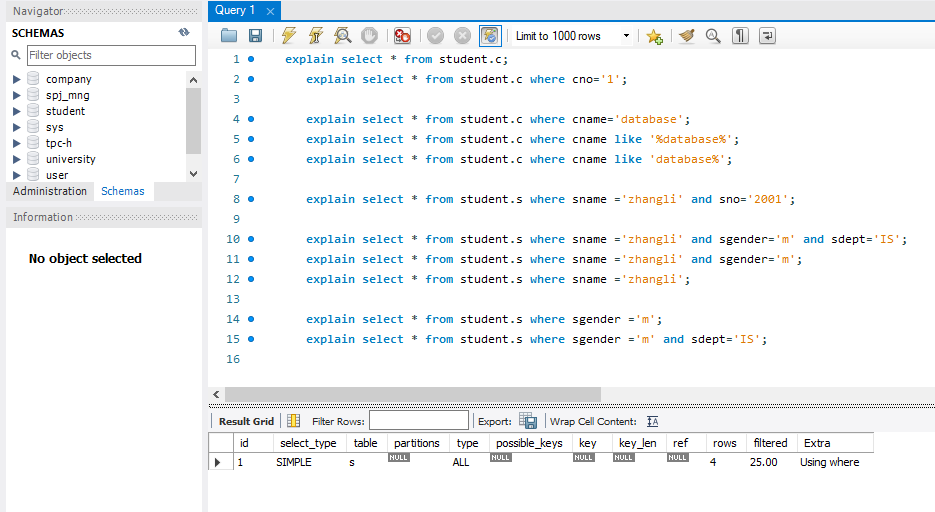 Navigator
SCHEMAS
Filter objects
company
spj_mng
student
sys
tpc-h
university
user
Administration Schemas
Information
No object selected
Query 1
Limit to 1000 rows
1 explain select * from student.c;
2 explain select * from student.c where cno='1';
3
4 explain select * from student.c where cname='database';
5 explain select * from student.c where cname like '%database%';
6 explain select * from student.c where cname like 'database%';
7
8 explain select * from student.s where sname ='zhangli' and sno='2001';
9
10 explain select * from student.s where sname ='zhangli' and sgender='m' and sdept='IS';
11 explain select * from student.s where sname ='zhangli' and sgender='m';
12 explain select * from student.s where sname ='zhangli';
13
14 explain select * from student.s where sgender ='m';
15 explain select * from student.s where sgender ='m' and sdept='IS';
16
Result Grid Filter Rows: Export: Wrap Cell Content:
id select_type table partitions type possible_keys key key_len ref rows filtered Extra
1 SIMPLE s NULL ALL NULL NULL NULL NULL 4 25.00 Using where